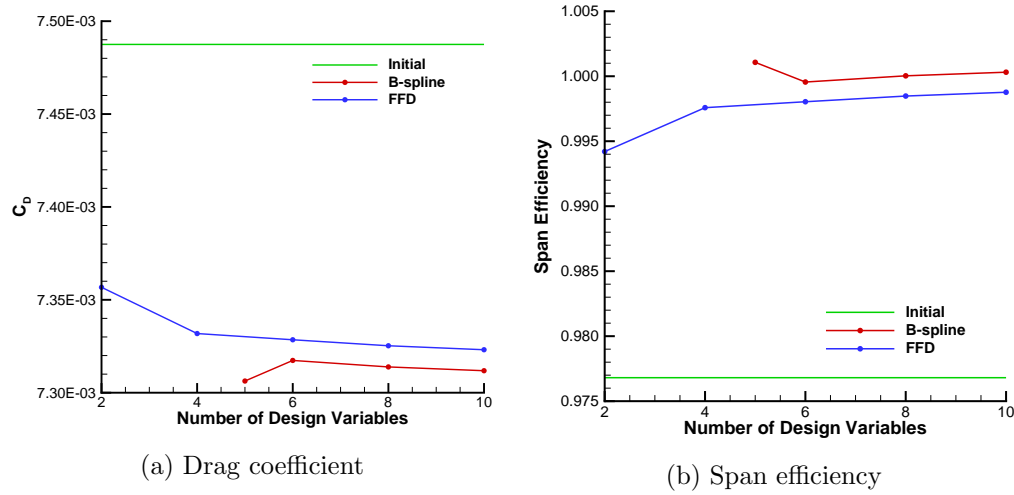 7.50E-03
7.45E-03
7.40E-03
7.35E-03
7.30E-03
C_D
Initial
B-spline
FFD
2 4 6 8 10
Number of Design Variables
(a) Drag coefficient
1.005
1.000
0.995
0.990
0.985
0.980
0.975
Span Efficiency
Initial
B-spline
FFD
2 4 6 8 10
Number of Design Variables
(b) Span efficiency